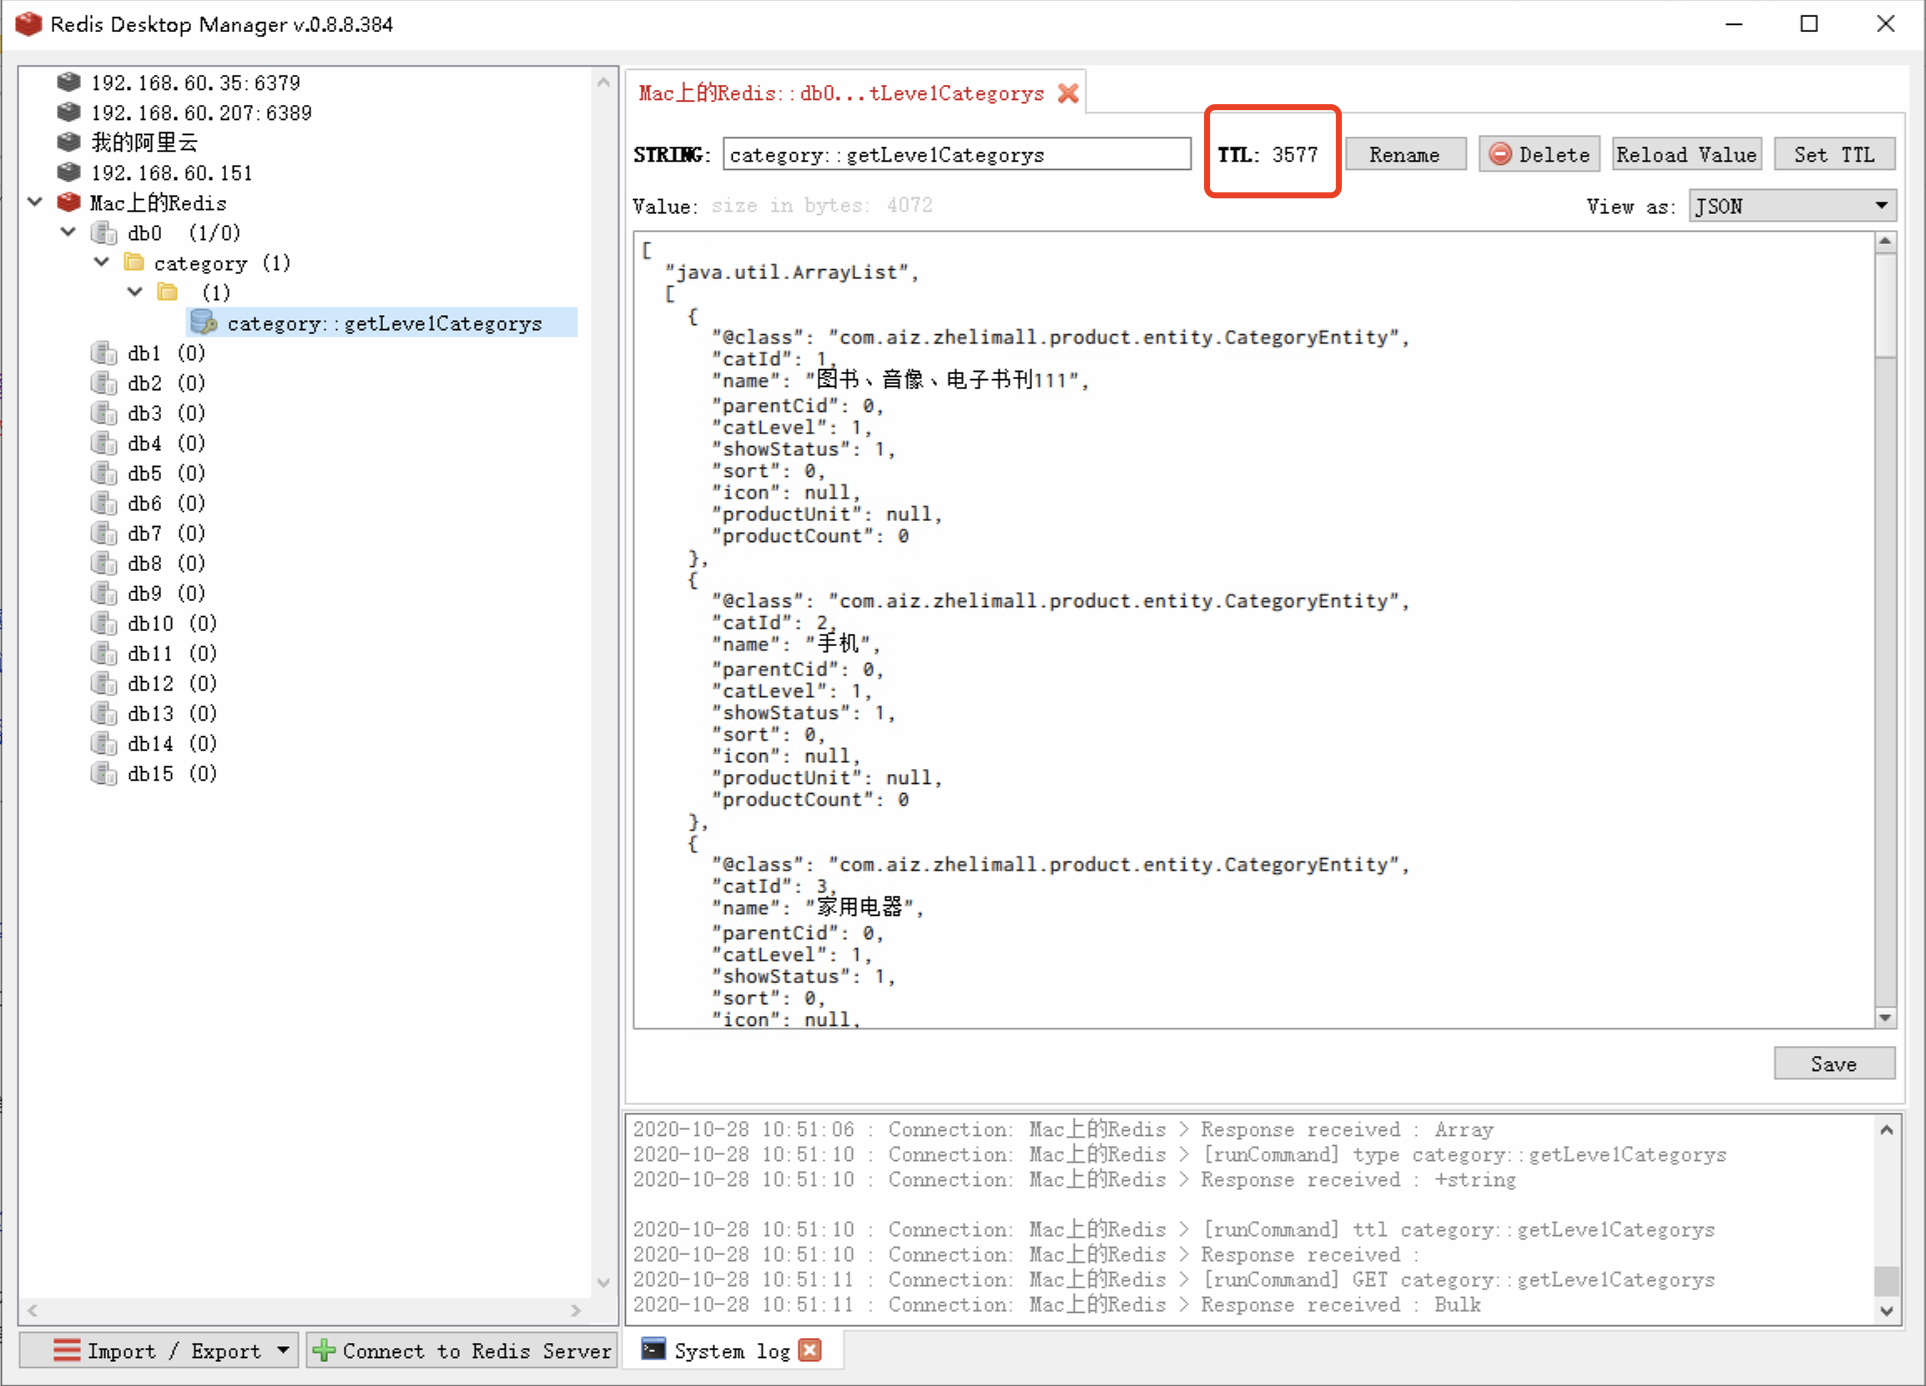 Redis Desktop Manager v.0.8.8.384
192.168.60.35:6379
192.168.60.207:6389
我的阿里云
192.168.60.151
Mac上的Redis
db0 (1/0)
category (1)
(1)
category::getLevelCategorys
db1 (0)
db2 (0)
db3 (0)
db4 (0)
db5 (0)
db6 (0)
db7 (0)
db8 (0)
db9 (0)
db10 (0)
db11 (0)
db12 (0)
db13 (0)
db14 (0)
db15 (0)
Import / Export
Connect to Redis Server
Mac上的Redis::db0...tLevelCategorys
STRING: category::getLevelCategorys TTL: 3577 Rename Delete Reload Value Set TTL
Value: size in bytes: 4072 View as: JSON
[
"java.util.ArrayList",
[
{
"@class": "com.aiz.zhelimall.product.entity.CategoryEntity",
"catId": 1,
"name": "图书、音像、电子书刊111",
"parentCid": 0,
"catLevel": 1,
"showStatus": 1,
"sort": 0,
"icon": null,
"productUnit": null,
"productCount": 0
},
{
"@class": "com.aiz.zhelimall.product.entity.CategoryEntity",
"catId": 2,
"name": "手机",
"parentCid": 0,
"catLevel": 1,
"showStatus": 1,
"sort": 0,
"icon": null,
"productUnit": null,
"productCount": 0
},
{
"@class": "com.aiz.zhelimall.product.entity.CategoryEntity",
"catId": 3,
"name": "家用电器",
"parentCid": 0,
"catLevel": 1,
"showStatus": 1,
"sort": 0,
"icon": null,
Save
2020-10-28 10:51:06 : Connection: Mac上的Redis > Response received : Array
2020-10-28 10:51:10 : Connection: Mac上的Redis > [runCommand] type category::getLevelCategorys
2020-10-28 10:51:10 : Connection: Mac上的Redis > Response received : +string
2020-10-28 10:51:10 : Connection: Mac上的Redis > [runCommand] ttl category::getLevelCategorys
2020-10-28 10:51:10 : Connection: Mac上的Redis > Response received :
2020-10-28 10:51:11 : Connection: Mac上的Redis > [runCommand] GET category::getLevelCategorys
2020-10-28 10:51:11 : Connection: Mac上的Redis > Response received : Bulk
System log